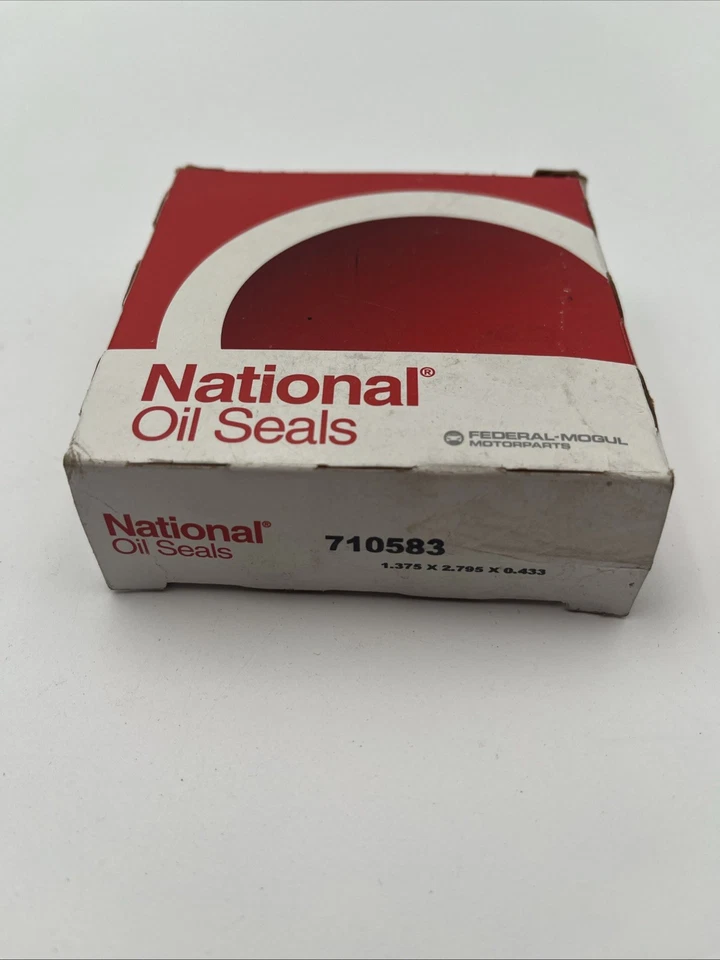 National®
Oil Seals
FEDERAL-MOGUL
MOTORPARTS
National®
Oil Seals
710583
1.375 X 2.795 X 0.433